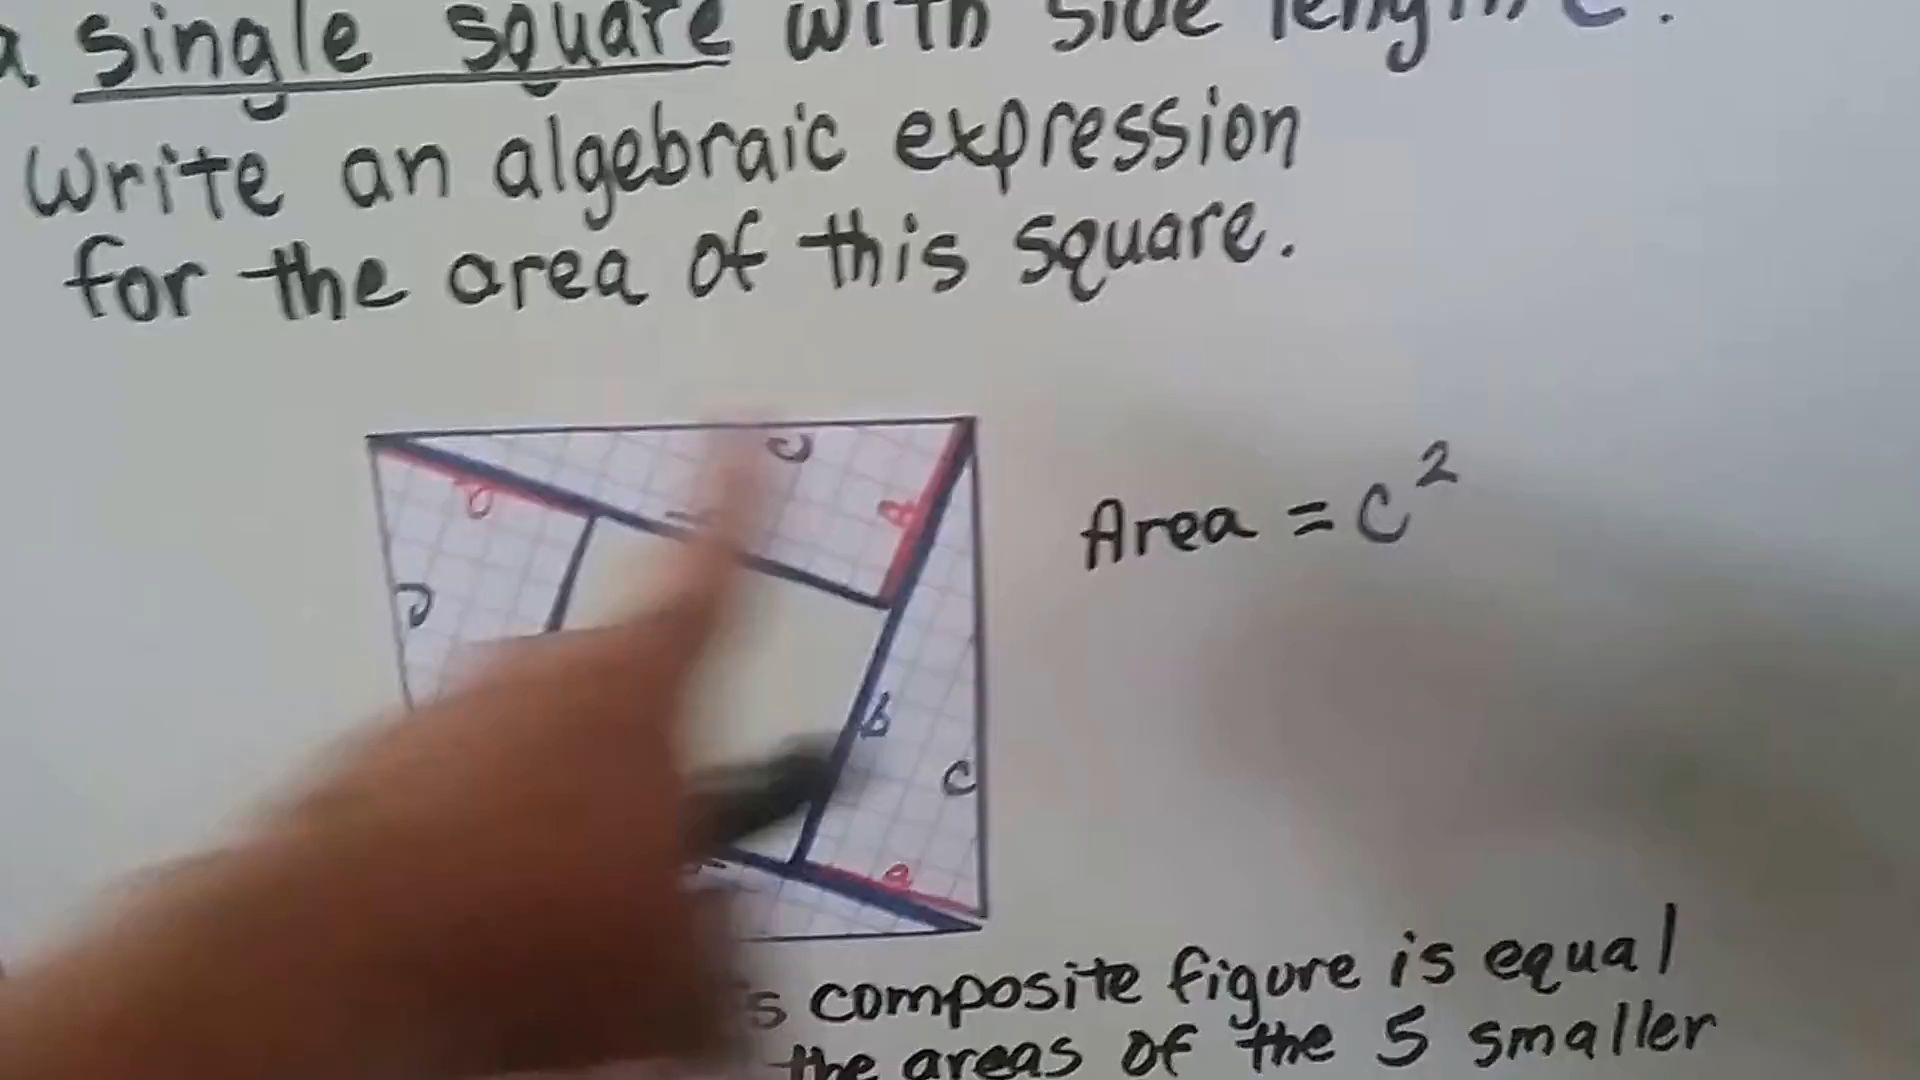 a single square with side length c.
Write an algebraic expression
for the area of this square.
c
a
a
c
b
c
a
Area = c²
s composite figure is equal
the areas of the 5 smaller